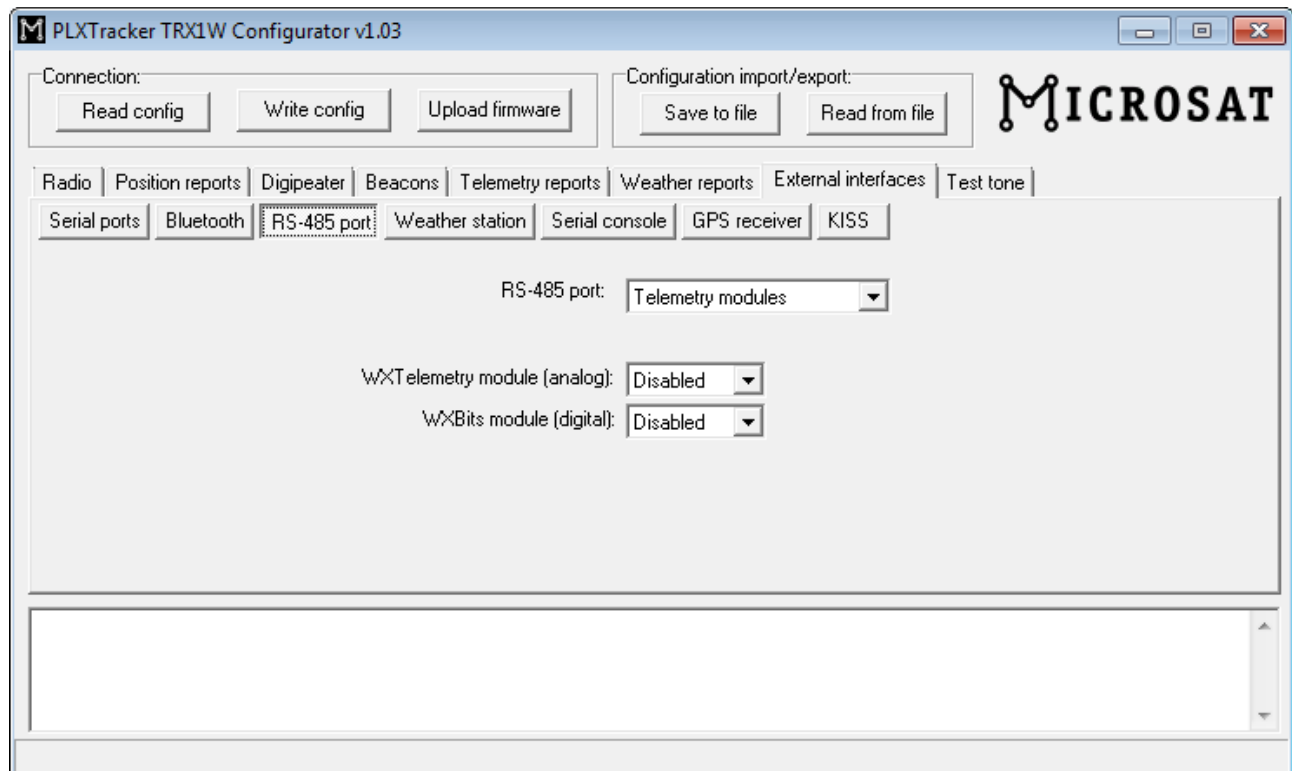 PLXTracker TRX1W Configurator v1.03
Connection:
Read config Write config Upload firmware
Configuration import/export:
Save to file Read from file
MICROSAT
Radio Position reports Digipeater Beacons Telemetry reports Weather reports External interfaces Test tone
Serial ports Bluetooth RS-485 port Weather station Serial console GPS receiver KISS
RS-485 port: Telemetry modules
WXTelemetry module (analog): Disabled
WXBits module (digital): Disabled